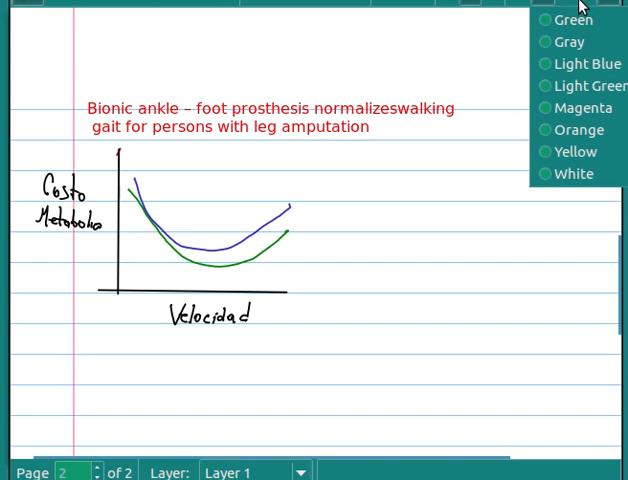 Green
Gray
Light Blue
Light Green
Magenta
Orange
Yellow
White
Bionic ankle – foot prosthesis normalizeswalking
gait for persons with leg amputation
Costo
Velocidad
Page 2 of 2 Layer: Layer 1